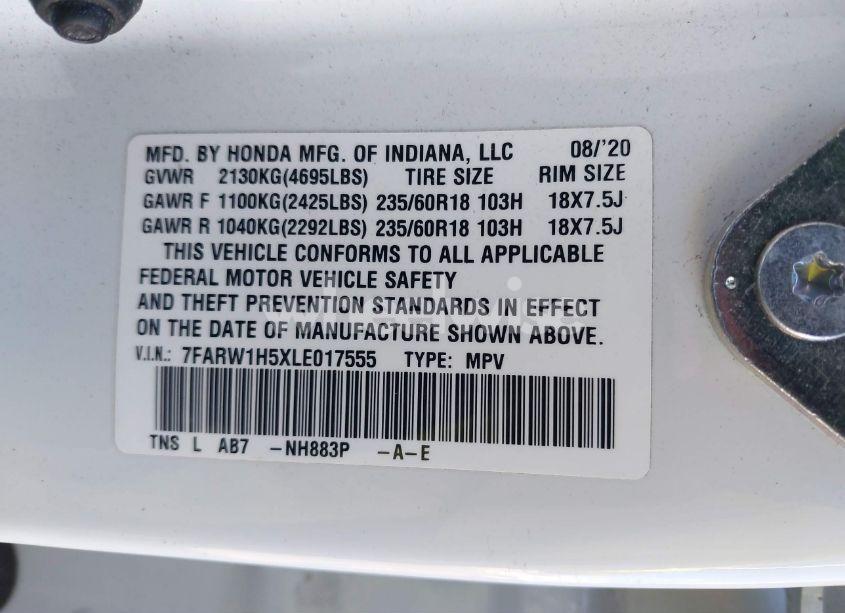 MFD. BY HONDA MFG. OF INDIANA, LLC 08/'20
GVWR 2130KG(4695LBS) TIRE SIZE RIM SIZE
GAWR F 1100KG(2425LBS) 235/60R18 103H 18X7.5J
GAWR R 1040KG(2292LBS) 235/60R18 103H 18X7.5J
THIS VEHICLE CONFORMS TO ALL APPLICABLE
FEDERAL MOTOR VEHICLE SAFETY
AND THEFT PREVENTION STANDARDS IN EFFECT
ON THE DATE OF MANUFACTURE SHOWN ABOVE.
V.I.N.: 7FARW1H5XLE017555 TYPE: MPV
TNS L AB7 -NH883P -A-E